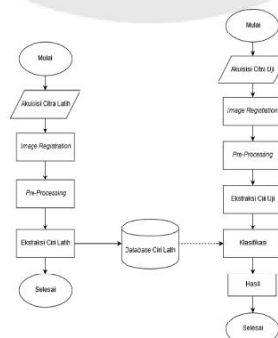 Mulai
Akuisisi Citra Latih
Image Registration
Pre-Processing
Ekstraksi Ciri Latih
Selesai
Database Ciri Latih
Mulai
Akuisisi Citra Uji
Image Registration
Pre-Processing
Ekstraksi Ciri Uji
Klasifikasi
Hasil
Selesai